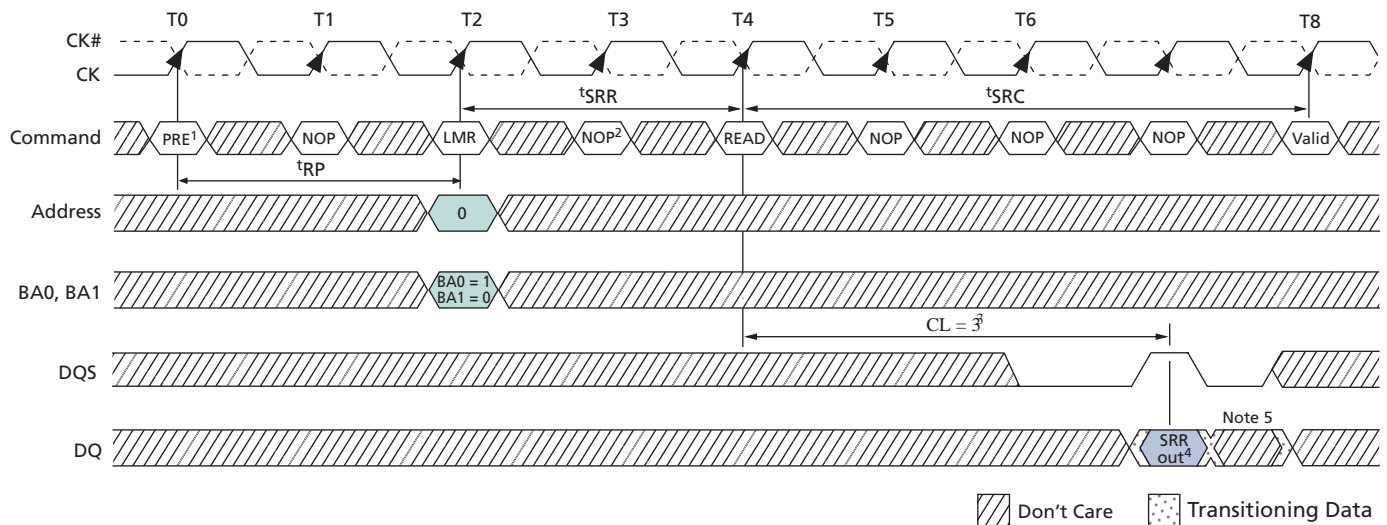 T0 T1 T2 T3 T4 T5 T6 T8
CK#
CK
tSRR tSRC
Command PRE1 NOP LMR NOP2 READ NOP NOP NOP Valid
tRP
Address 0
BA0, BA1 BA0 = 1
BA1 = 0
CL = 33
DQS
Note 5
DQ SRR
out4
Don't Care Transitioning Data